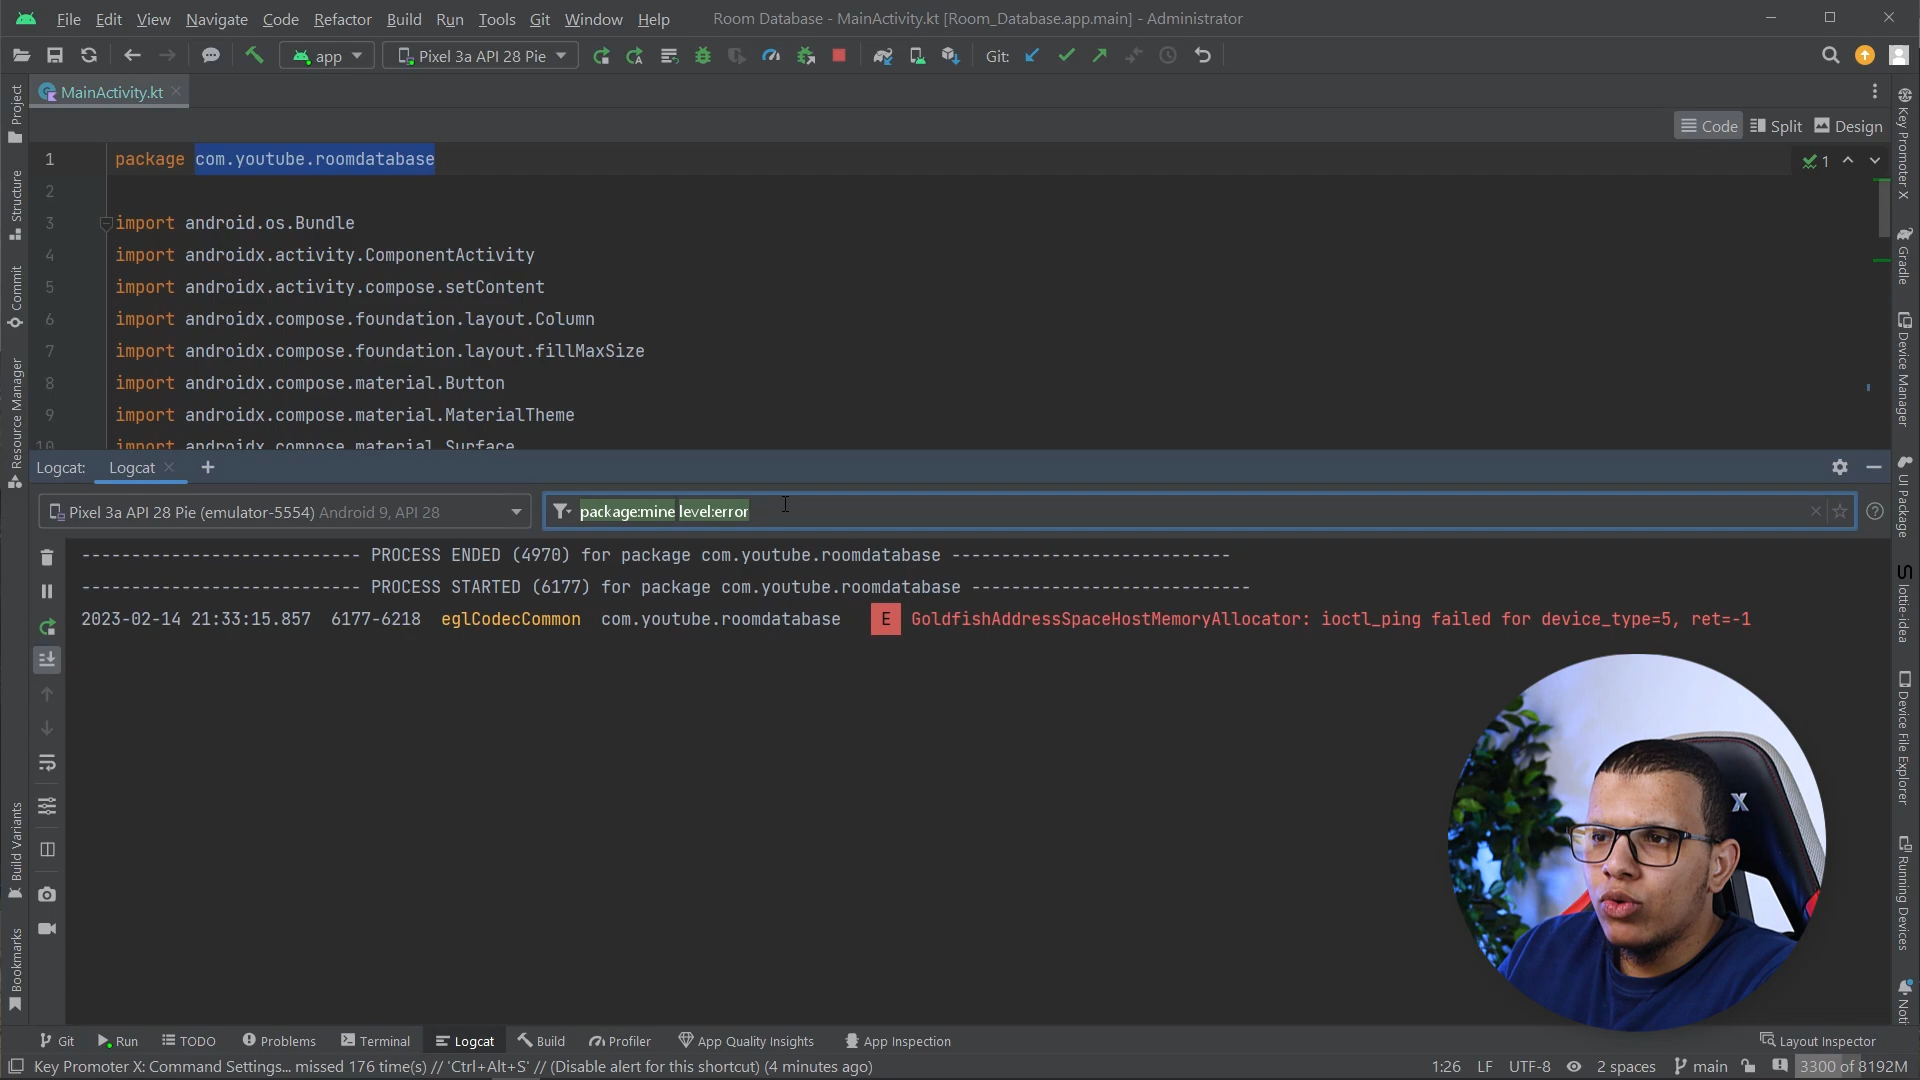 File Edit View Navigate Code Refactor Build Run Tools Git Window Help Room Database - MainActivity.kt [Room_Database.app.main] - Administrator
app Pixel 3a API 28 Pie Git:
MainActivity.kt
Code Split Design
1 package com.youtube.roomdatabase
1
2
3 import android.os.Bundle
4 import androidx.activity.ComponentActivity
5 import androidx.activity.compose.setContent
6 import androidx.compose.foundation.layout.Column
7 import androidx.compose.foundation.layout.fillMaxSize
8 import androidx.compose.material.Button
9 import androidx.compose.material.MaterialTheme
10 import androidx.compose.material.Surface
Logcat: Logcat
Pixel 3a API 28 Pie (emulator-5554) Android 9, API 28
package:mine level:error
---------------------------- PROCESS ENDED (4970) for package com.youtube.roomdatabase ----------------------------
---------------------------- PROCESS STARTED (6177) for package com.youtube.roomdatabase ----------------------------
2023-02-14 21:33:15.857 6177-6218 eglCodecCommon com.youtube.roomdatabase E GoldfishAddressSpaceHostMemoryAllocator: ioctl_ping failed for device_type=5, ret=-1
Project
Structure
Commit
Resource Manager
Build Variants
Bookmarks
Key Promoter X
Gradle
Device Manager
UI Package
lottie-idea
Device File Explorer
Running Devices
Noti
X
Git Run TODO Problems Terminal Logcat Build Profiler App Quality Insights App Inspection Layout Inspector
Key Promoter X: Command Settings... missed 176 time(s) // 'Ctrl+Alt+S' // (Disable alert for this shortcut) (4 minutes ago) 1:26 LF UTF-8 2 spaces main 3300 of 8192M